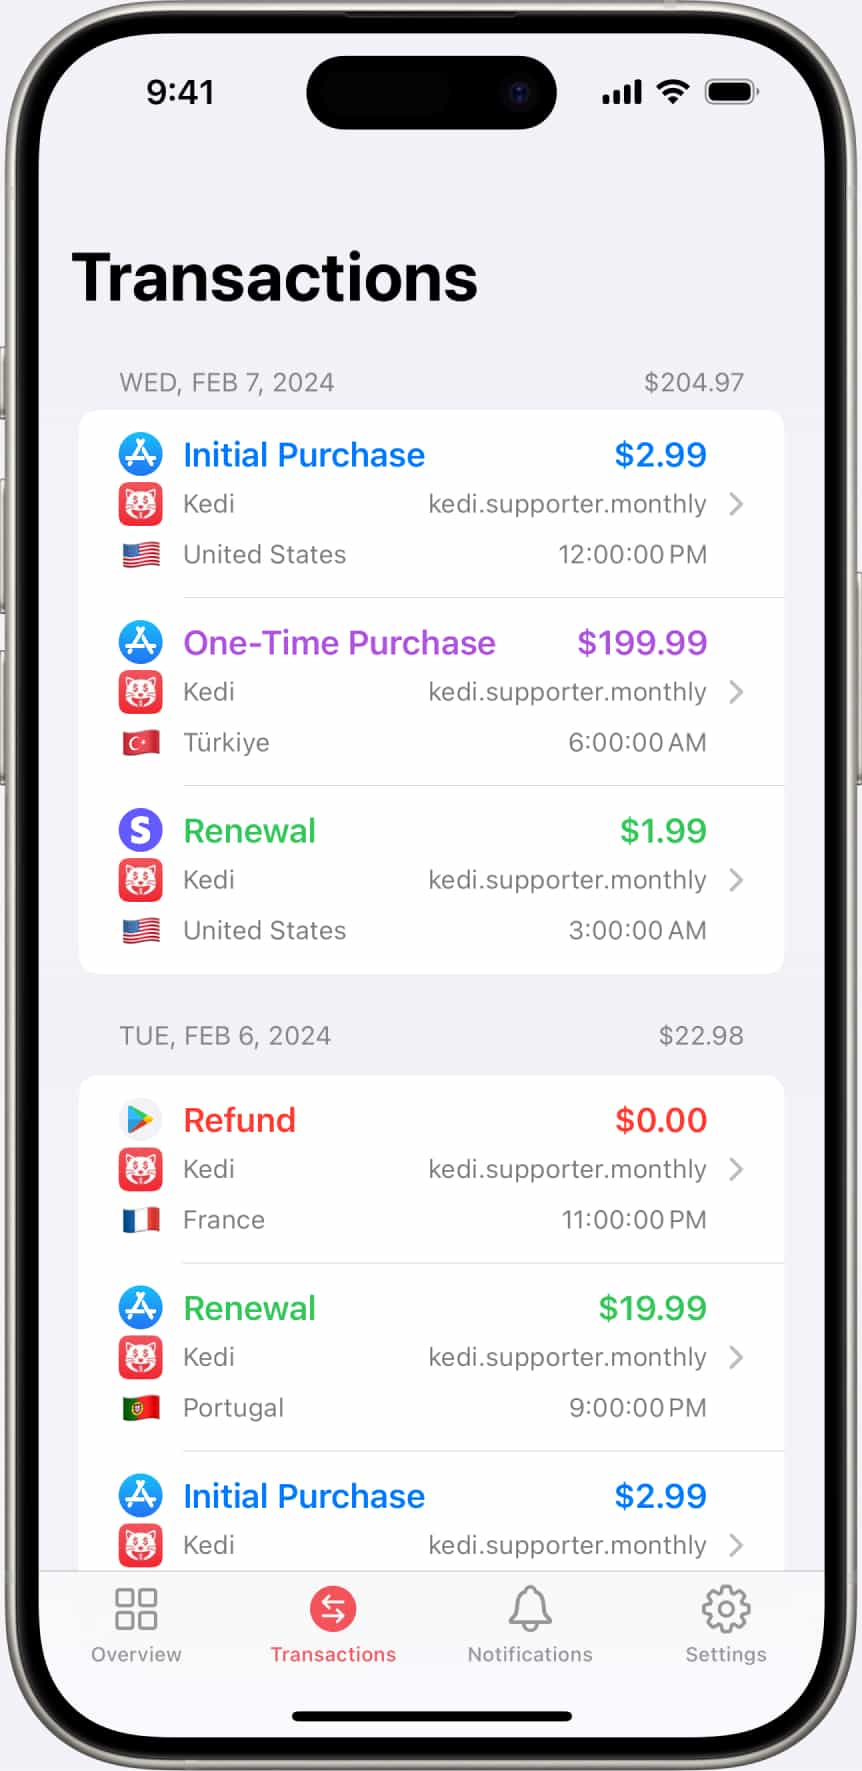 9:41
Transactions
WED, FEB 7, 2024 $204.97
Initial Purchase $2.99
Kedi kedi.supporter.monthly
United States 12:00:00 PM
One-Time Purchase $199.99
Kedi kedi.supporter.monthly
Türkiye 6:00:00 AM
S Renewal $1.99
Kedi kedi.supporter.monthly
United States 3:00:00 AM
TUE, FEB 6, 2024 $22.98
Refund $0.00
Kedi kedi.supporter.monthly
France 11:00:00 PM
Renewal $19.99
Kedi kedi.supporter.monthly
Portugal 9:00:00 PM
Initial Purchase $2.99
Kedi kedi.supporter.monthly
Overview Transactions Notifications Settings